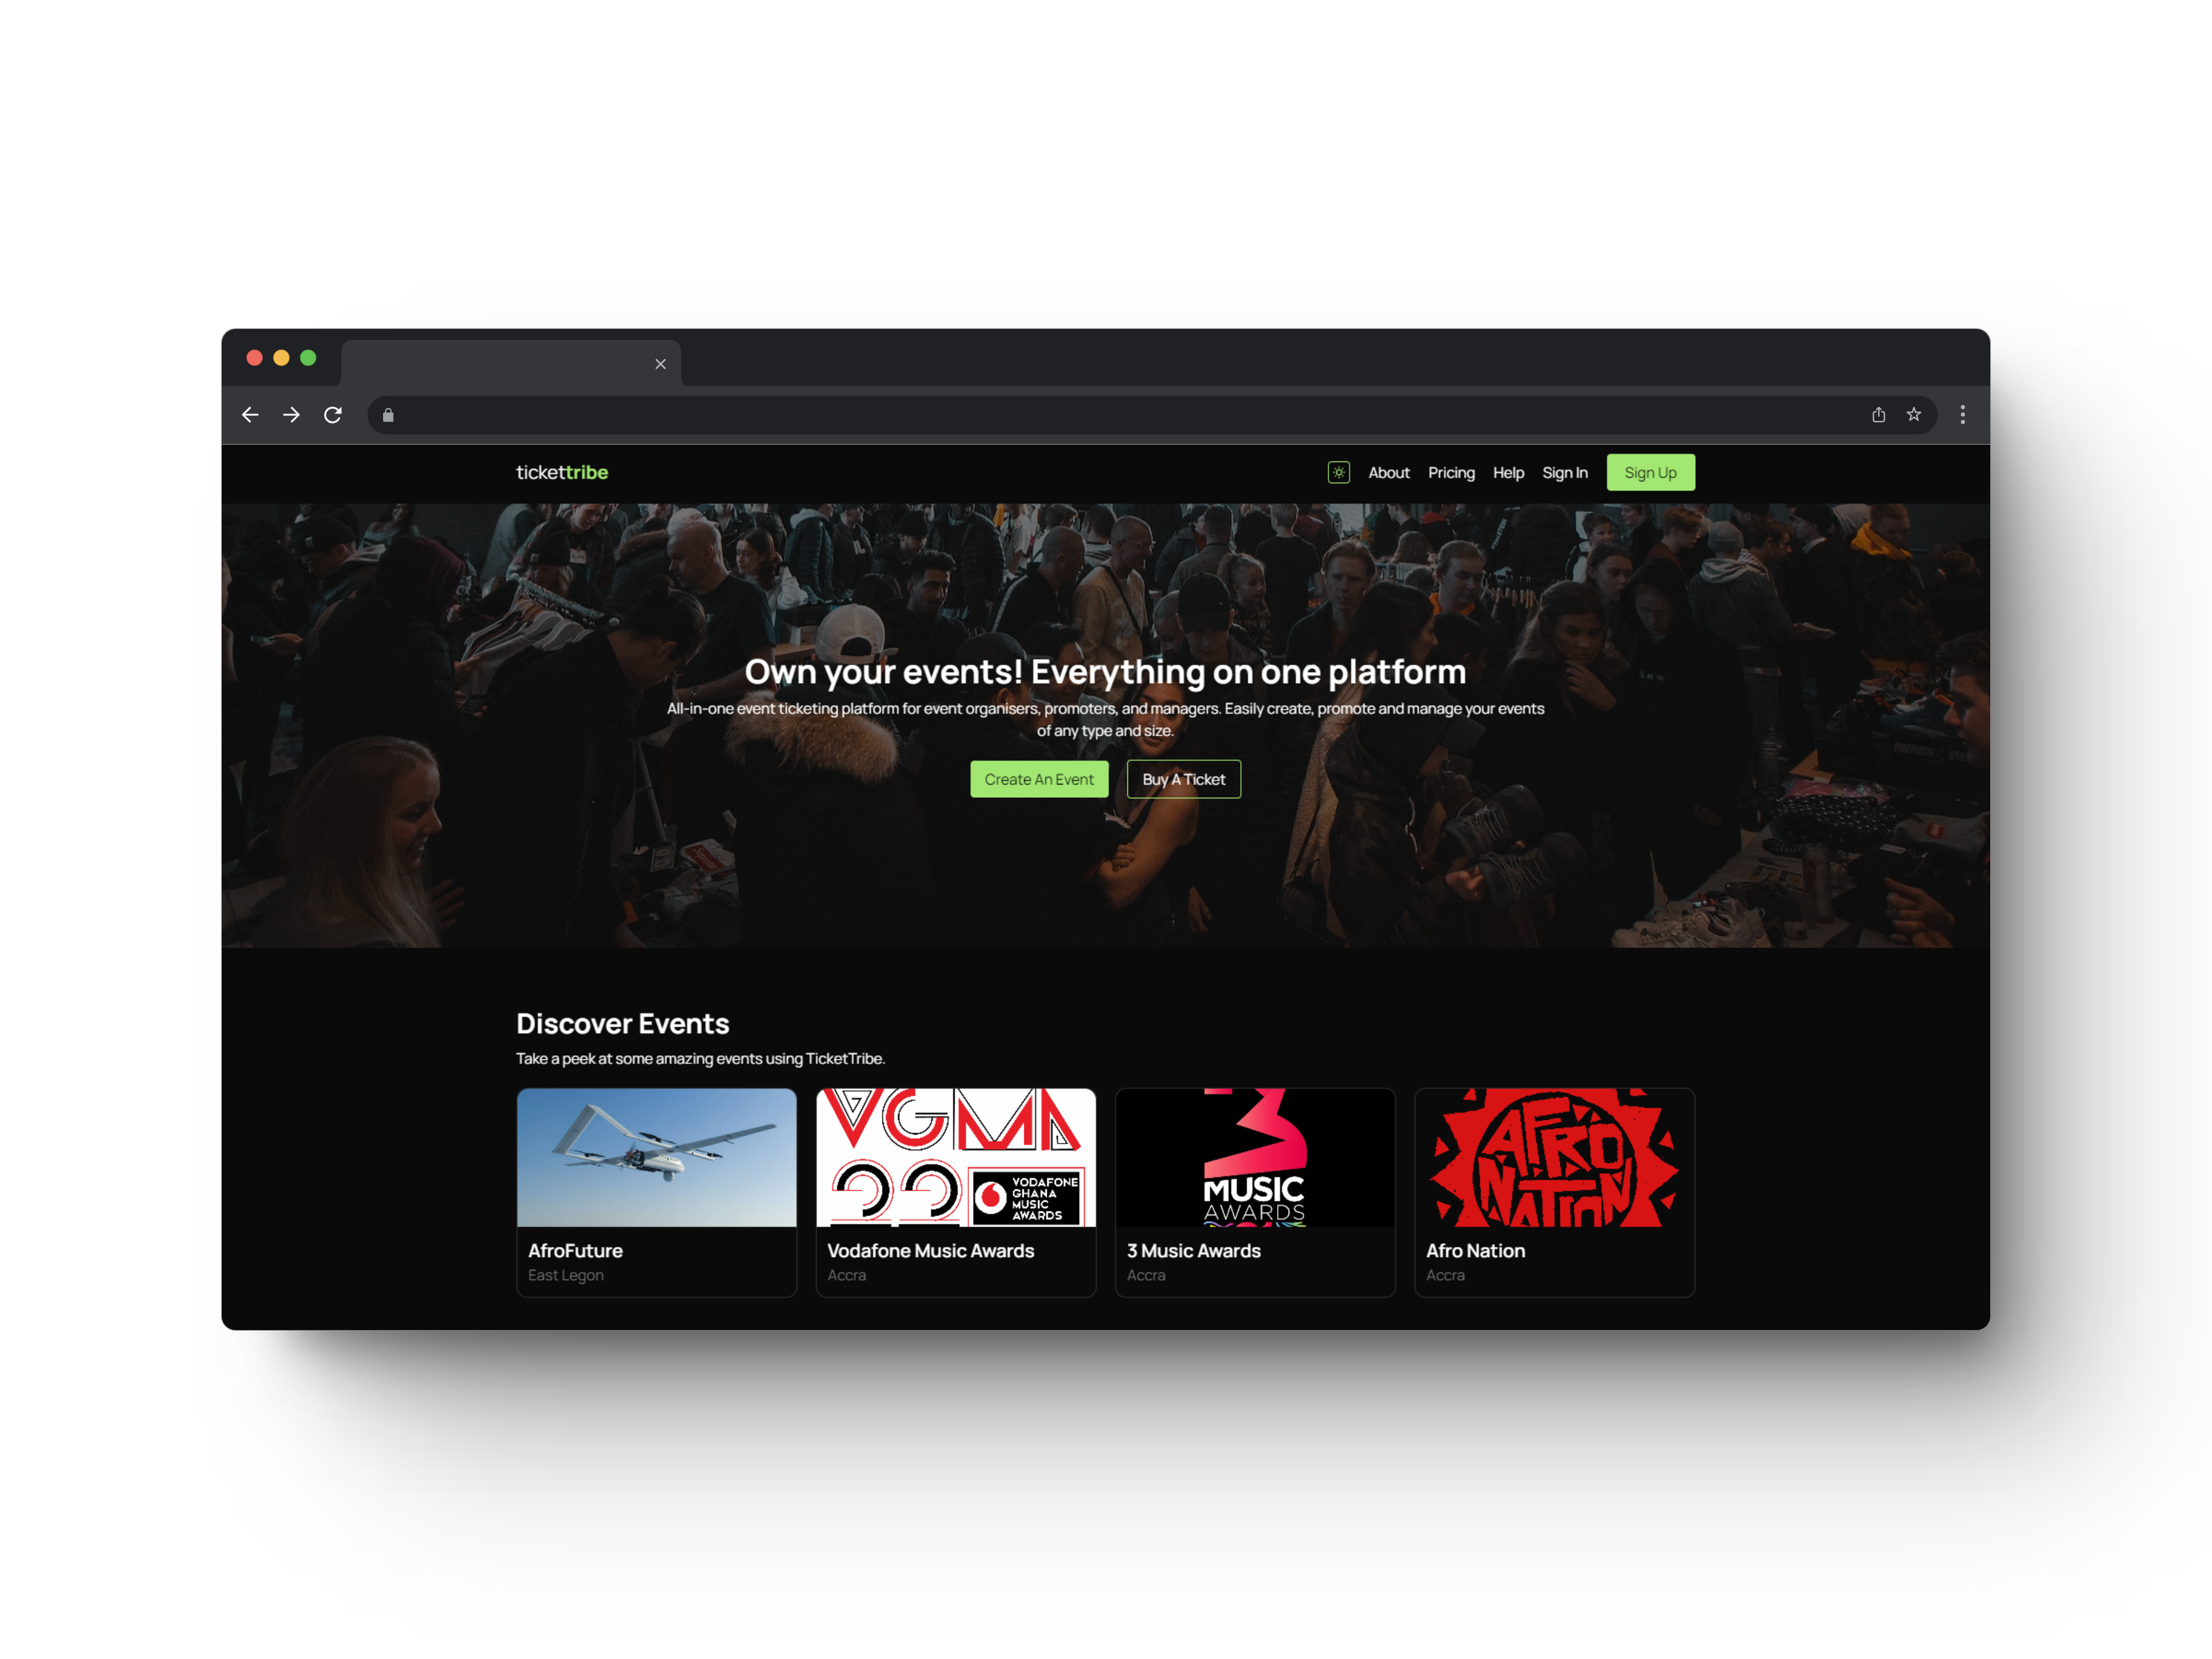 tickettribe
About Pricing Help Sign In Sign Up
Own your events! Everything on one platform
All-in-one event ticketing platform for event organisers, promoters, and managers. Easily create, promote and manage your events
of any type and size.
Create An Event Buy A Ticket
Discover Events
Take a peek at some amazing events using TicketTribe.
VGMA
22
VODAFONE
GHANA
MUSIC
AWARDS
3
MUSIC
AWARDS
AFRO
NATION
AfroFuture
East Legon
Vodafone Music Awards
Accra
3 Music Awards
Accra
Afro Nation
Accra